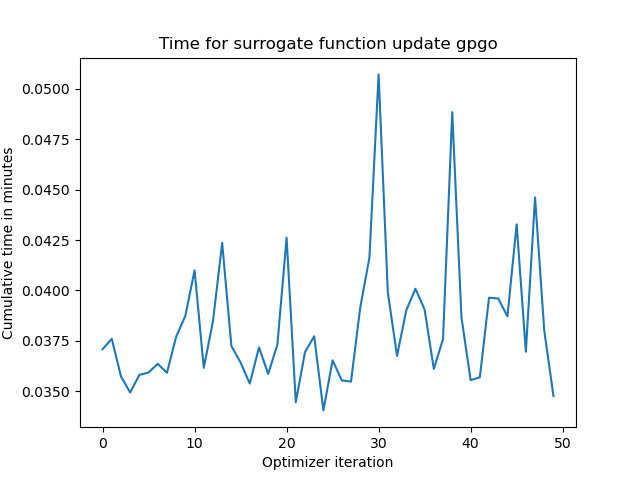 Time for surrogate function update gpgo
0.0500
0.0475
0.0450
0.0425
0.0400
0.0375
0.0350
Cumulative time in minutes
0 10 20 30 40 50
Optimizer iteration